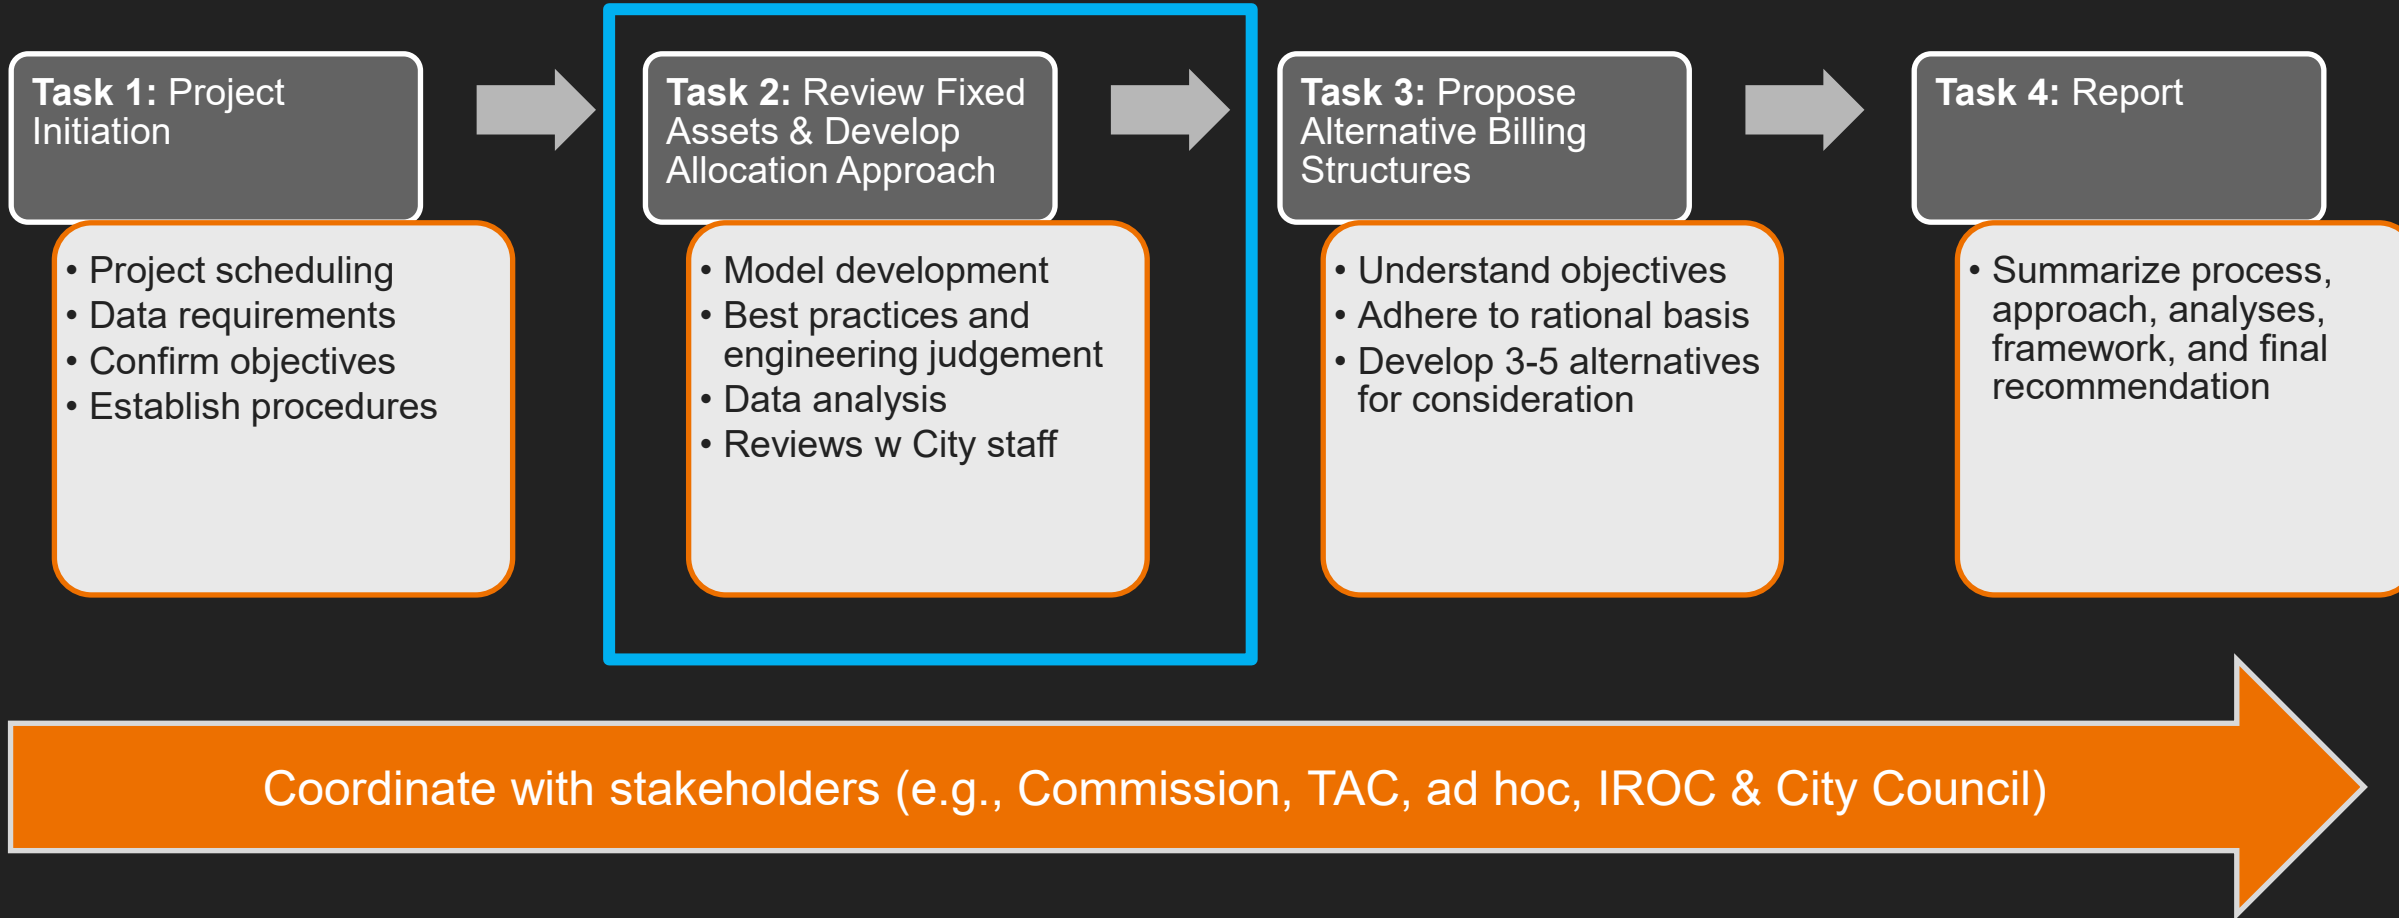 Task 1: Project
Initiation
• Project scheduling
• Data requirements
• Confirm objectives
• Establish procedures
Task 2: Review Fixed
Assets & Develop
Allocation Approach
• Model development
• Best practices and
engineering judgement
• Data analysis
• Reviews w City staff
Task 3: Propose
Alternative Billing
Structures
• Understand objectives
• Adhere to rational basis
• Develop 3-5 alternatives
for consideration
Task 4: Report
• Summarize process,
approach, analyses,
framework, and final
recommendation
Coordinate with stakeholders (e.g., Commission, TAC, ad hoc, IROC & City Council)